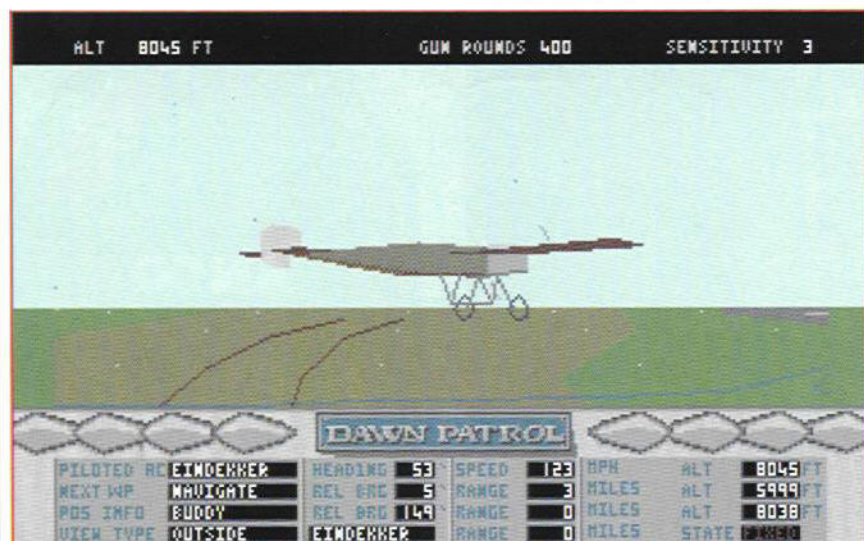 ALT 8045 FT GUN ROUNDS 400 SENSITIVITY 3
DAWN PATROL
PILOTED AC EINDEKKER HEADING 53° SPEED 123 MPH ALT 8045 FT
NEXT WP NAVIGATE REL BRG 5° RANGE 3 MILES ALT 5999 FT
POS INFO BUDDY REL BRG 149° RANGE 0 MILES ALT 8038 FT
VIEW TYPE OUTSIDE EINDEKKER RANGE 0 MILES STATE FIXED